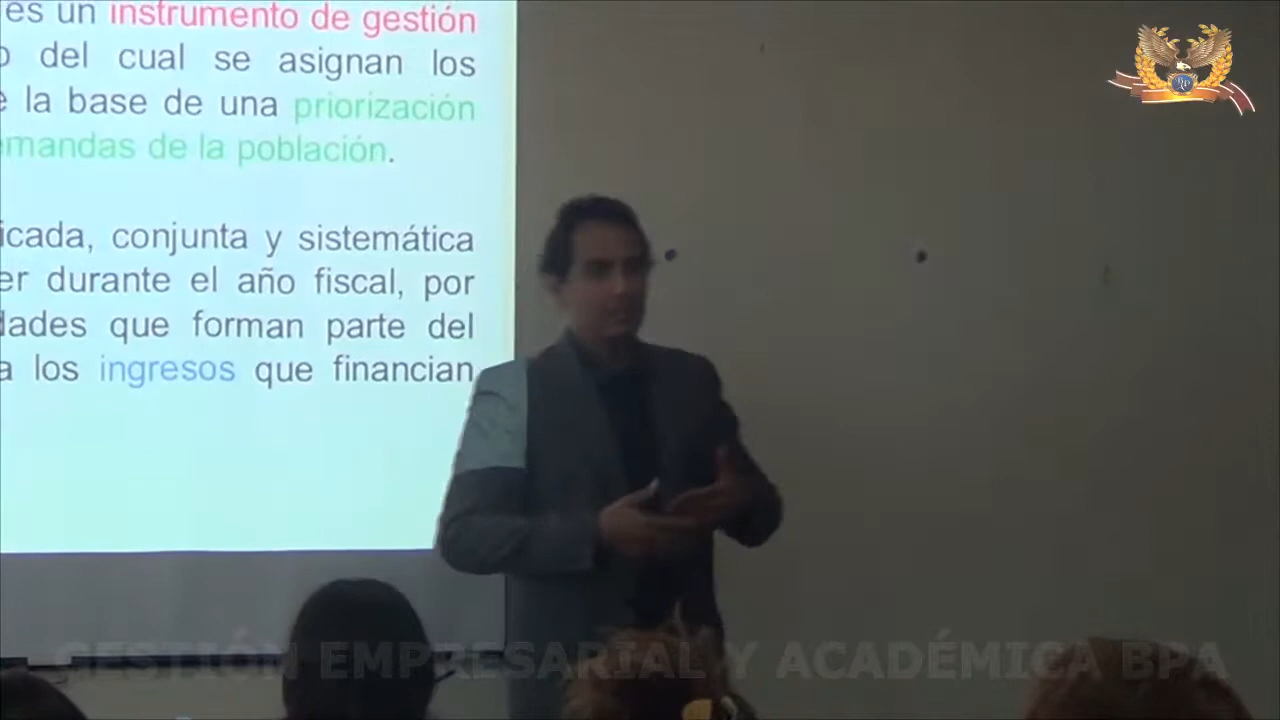 es un instrumento de gestión
del cual se asignan los
la base de una priorización
mandas de la población.
icada, conjunta y sistemática
er durante el año fiscal, por
dades que forman parte del
a los ingresos que financian
GESTIÓN EMPRESARIAL Y ACADÉMICA BPA